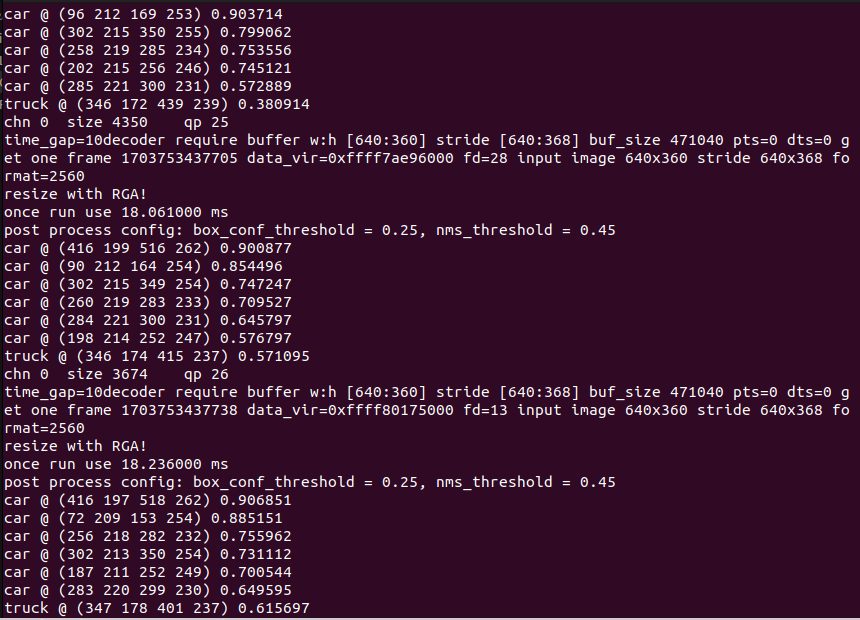 car @ (96 212 169 253) 0.903714
car @ (302 215 350 255) 0.799062
car @ (258 219 285 234) 0.753556
car @ (202 215 256 246) 0.745121
car @ (285 221 300 231) 0.572889
truck @ (346 172 439 239) 0.380914
chn 0  size 4350    qp 25
time_gap=10decoder require buffer w:h [640:360] stride [640:368] buf_size 471040 pts=0 dts=0 g
et one frame 1703753437705 data_vir=0xffff7ae96000 fd=28 input image 640x360 stride 640x368 fo
rmat=2560
resize with RGA!
once run use 18.061000 ms
post process config: box_conf_threshold = 0.25, nms_threshold = 0.45
car @ (416 199 516 262) 0.900877
car @ (90 212 164 254) 0.854496
car @ (302 215 349 254) 0.747247
car @ (260 219 283 233) 0.709527
car @ (284 221 300 231) 0.645797
car @ (198 214 252 247) 0.576797
truck @ (346 174 415 237) 0.571095
chn 0  size 3674    qp 26
time_gap=10decoder require buffer w:h [640:360] stride [640:368] buf_size 471040 pts=0 dts=0 g
et one frame 1703753437738 data_vir=0xffff80175000 fd=13 input image 640x360 stride 640x368 fo
rmat=2560
resize with RGA!
once run use 18.236000 ms
post process config: box_conf_threshold = 0.25, nms_threshold = 0.45
car @ (416 197 518 262) 0.906851
car @ (72 209 153 254) 0.885151
car @ (256 218 282 232) 0.755962
car @ (302 213 350 254) 0.731112
car @ (187 211 252 249) 0.700544
car @ (283 220 299 230) 0.649595
truck @ (347 178 401 237) 0.615697